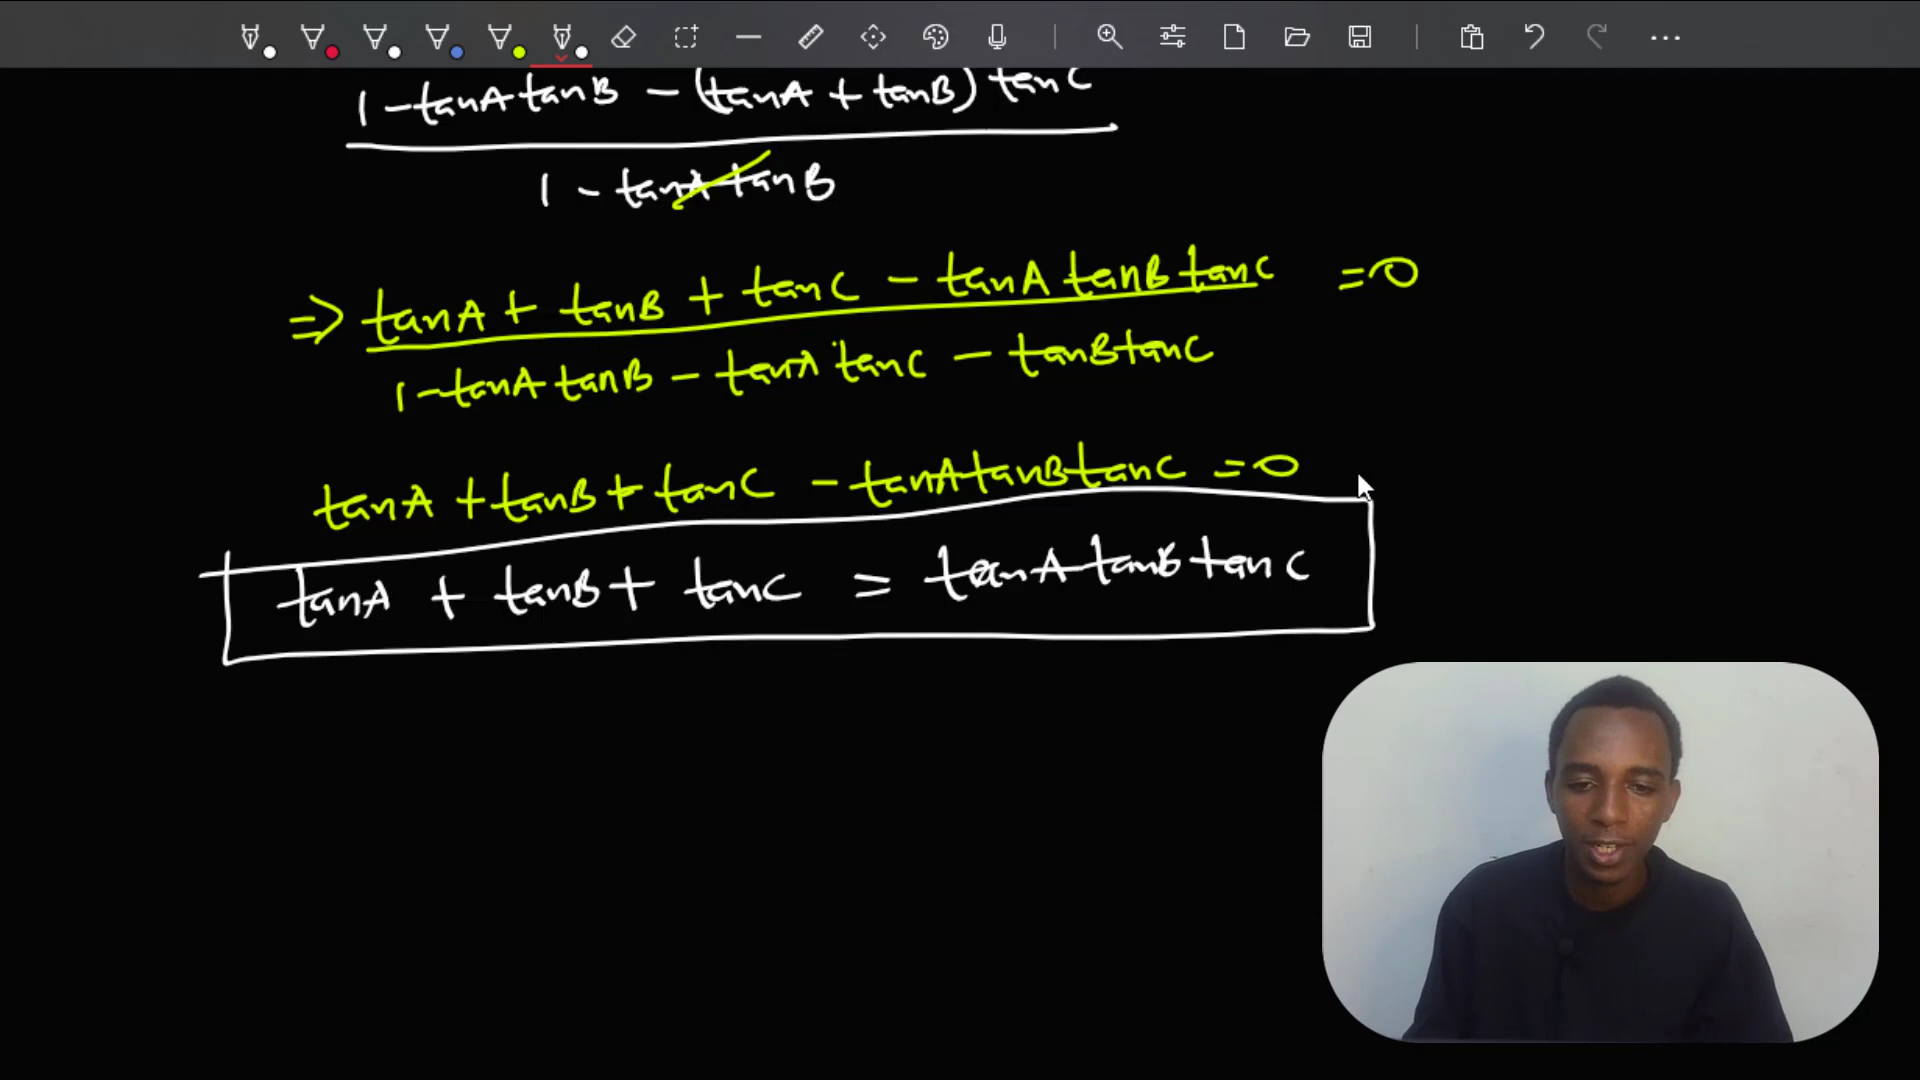 1 - tanA tanB - (tanA + tanB) tan C
1 - tanA tanB
⇒ tanA + tanB + tanC - tanA tanB tanC = 0
1 - tanA tanB - tanA tanC - tanB tanC
tanA + tanB + tanC - tanA tanB tanC = 0
tanA + tanB + tanC = tanA tanB tanC